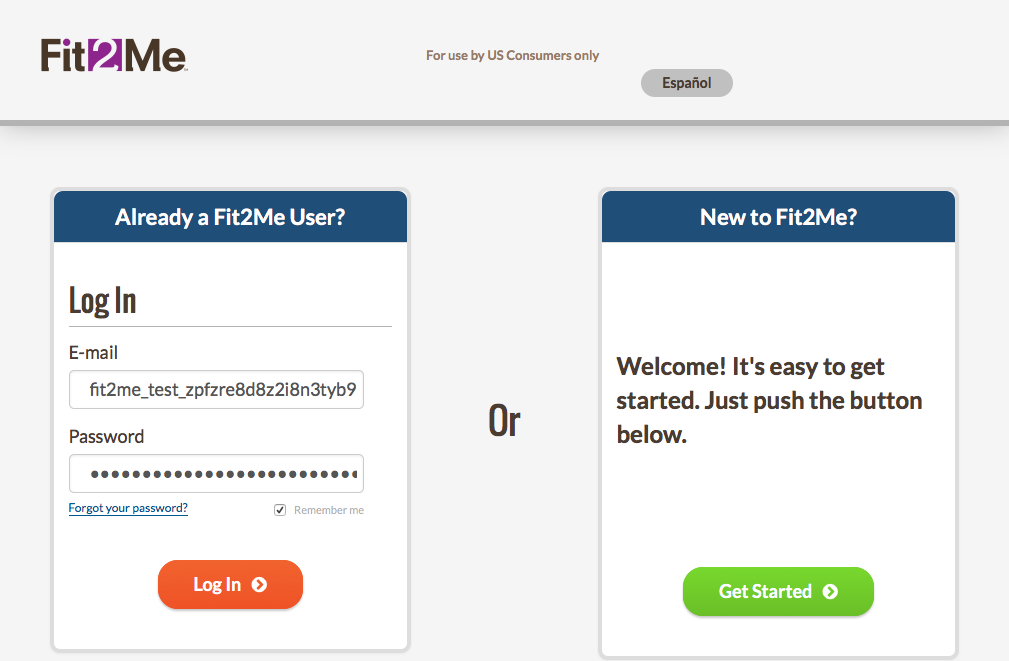 Fit2Me
For use by US Consumers only
Español
Already a Fit2Me User?
Log In
E-mail
fit2me_test_zpfzre8d8z2i8n3tyb9
Password
Forgot your password?
Remember me
Log In
Or
New to Fit2Me?
Welcome! It's easy to get
started. Just push the button
below.
Get Started